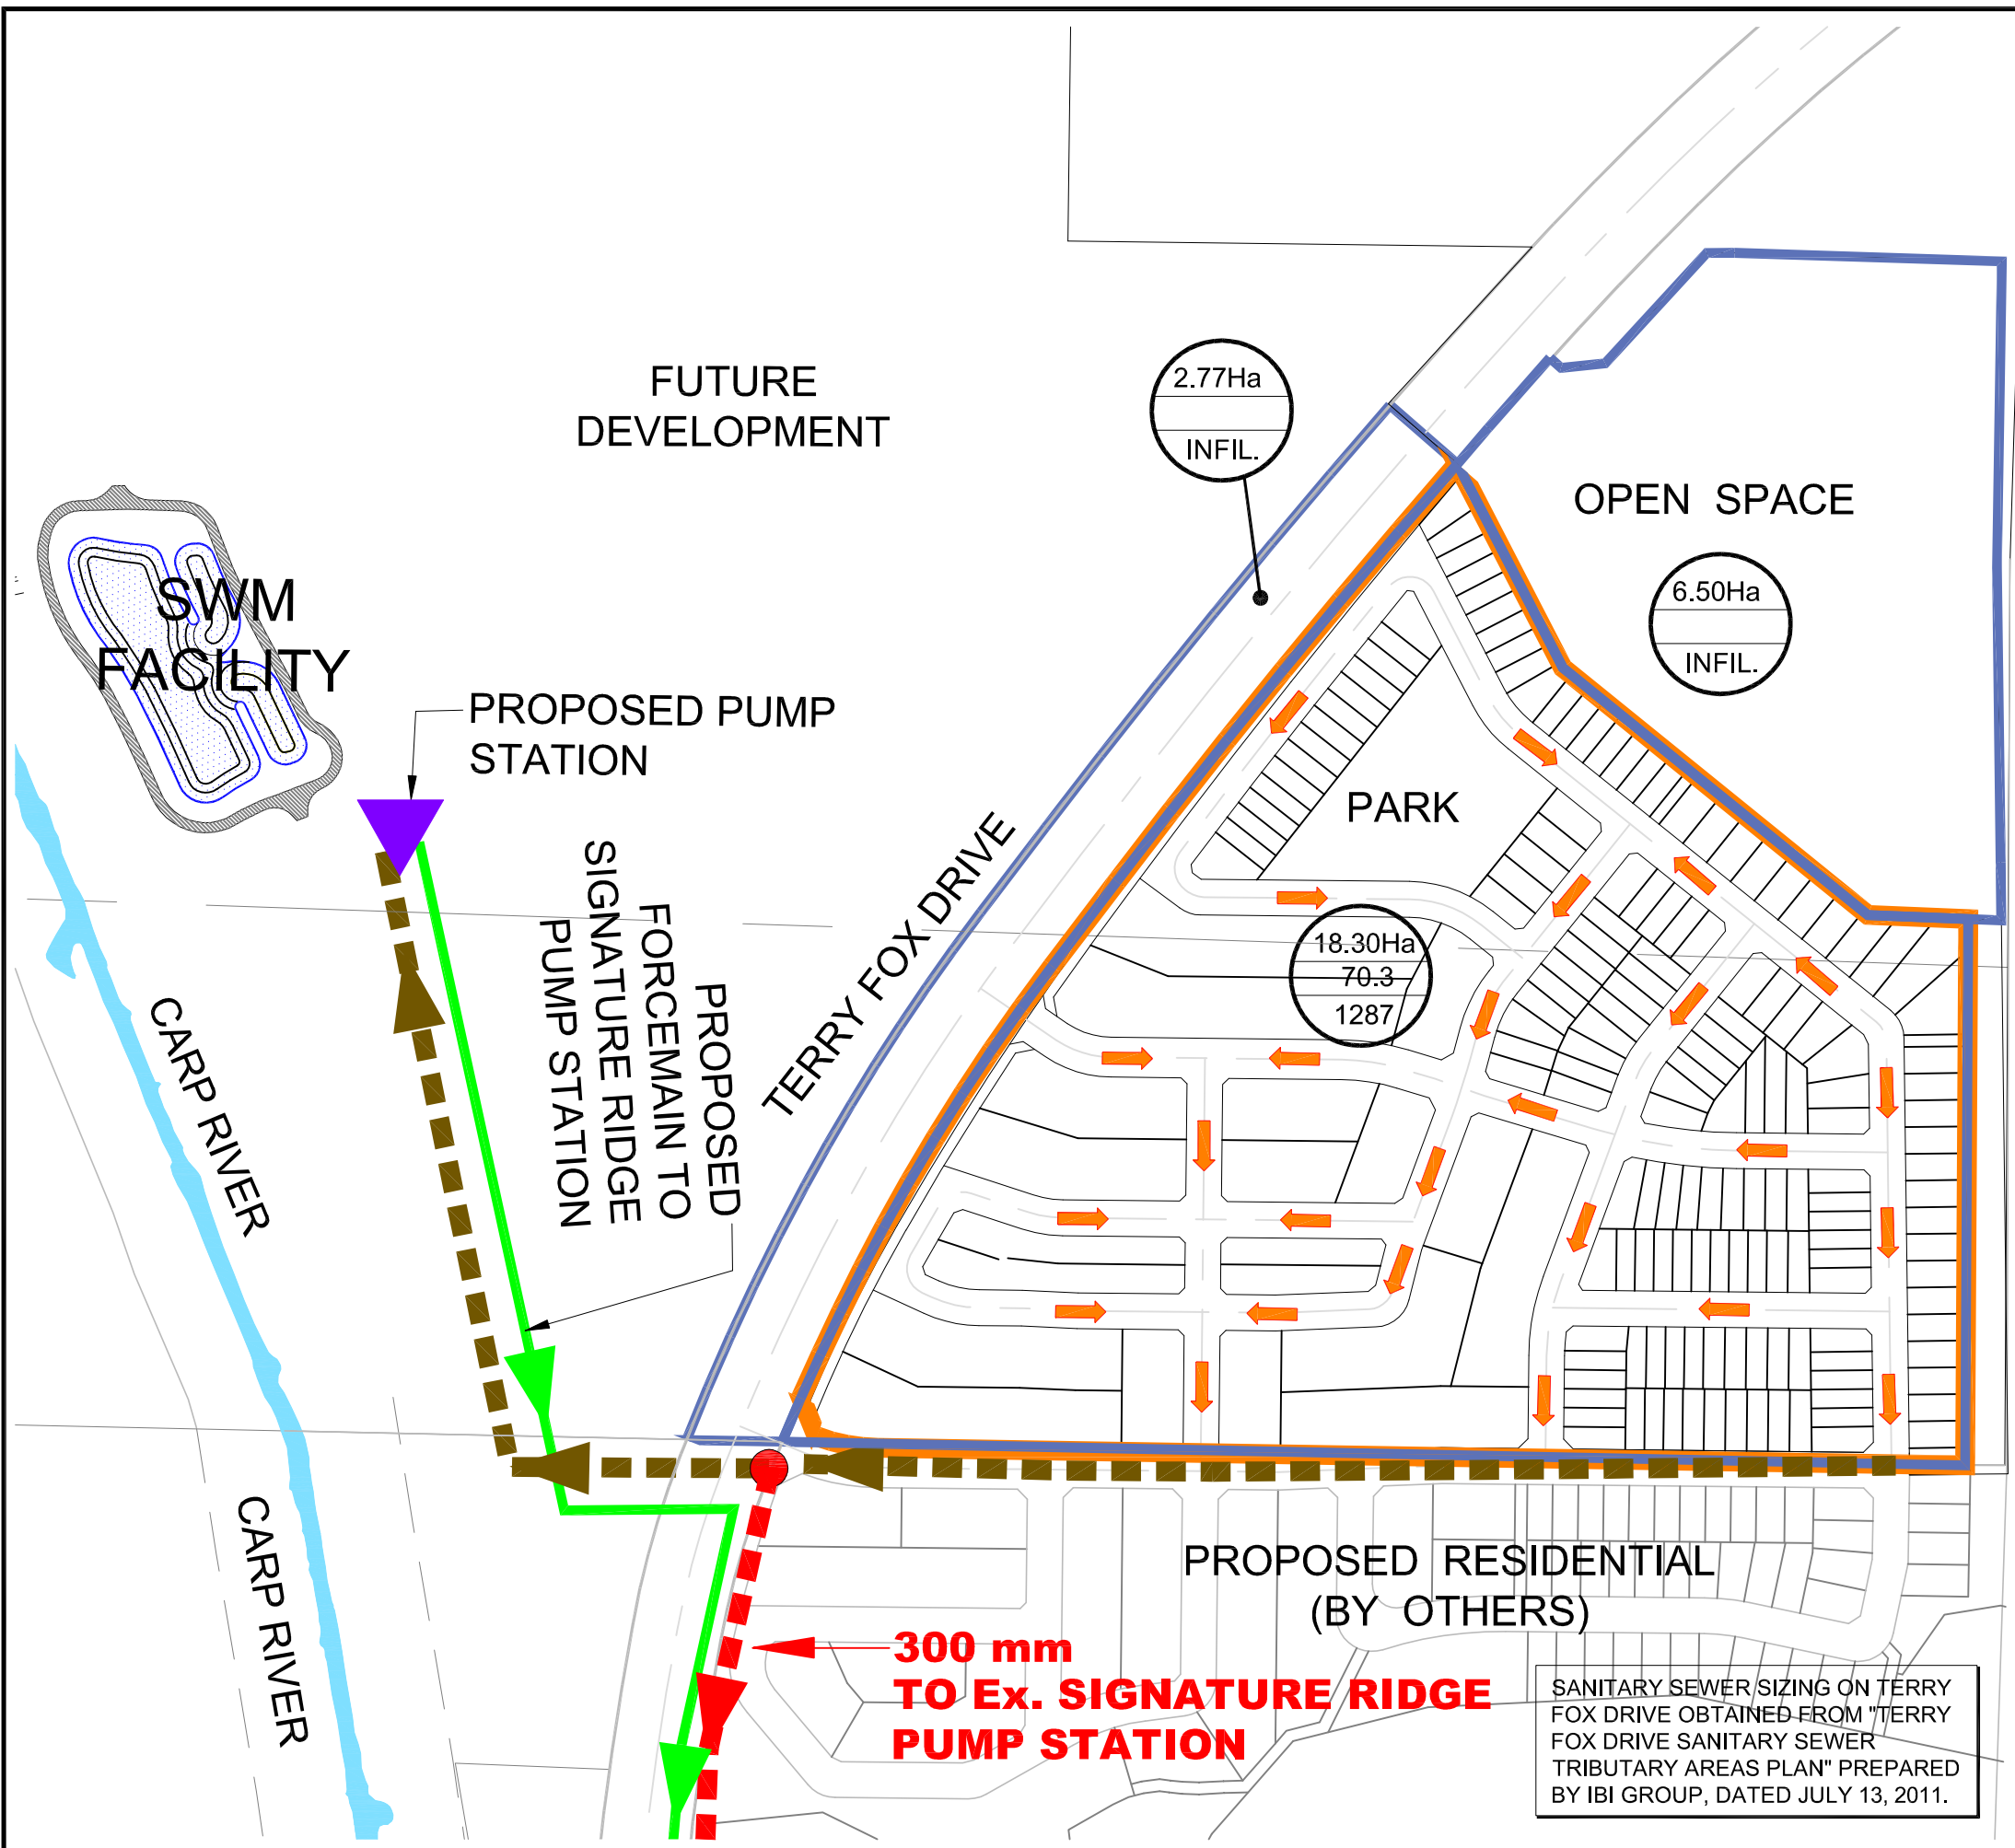 FUTURE
DEVELOPMENT
2.77Ha
INFIL.
OPEN SPACE
6.50Ha
INFIL.
SWM
FACILITY
PROPOSED PUMP
STATION
PARK
TERRY FOX DRIVE
PROPOSED
FORCEMAIN TO
SIGNATURE RIDGE
PUMP STATION
18.30Ha
70.3
1287
CARP RIVER
CARP RIVER
PROPOSED RESIDENTIAL
(BY OTHERS)
300 mm
TO Ex. SIGNATURE RIDGE
PUMP STATION
SANITARY SEWER SIZING ON TERRY
FOX DRIVE OBTAINED FROM "TERRY
FOX DRIVE SANITARY SEWER
TRIBUTARY AREAS PLAN" PREPARED
BY IBI GROUP, DATED JULY 13, 2011.